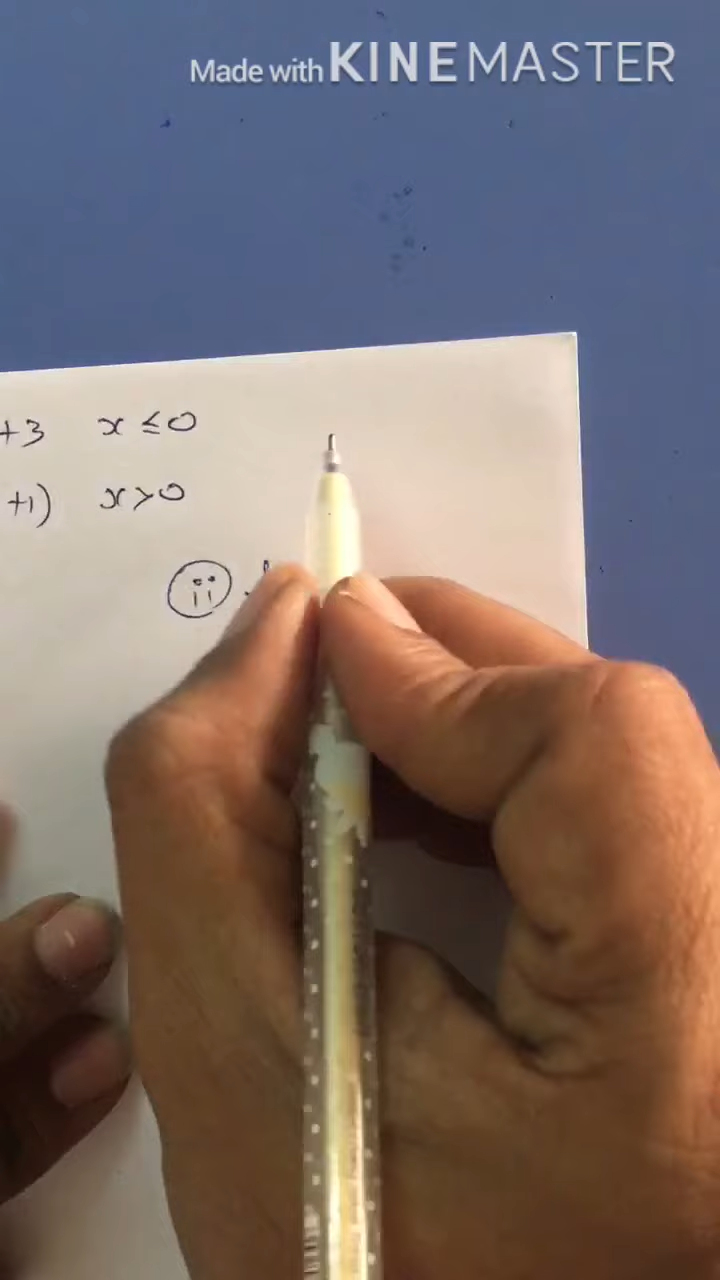 Made with KINEMASTER
+3 x ≤ 0
+1) x > 0
ii